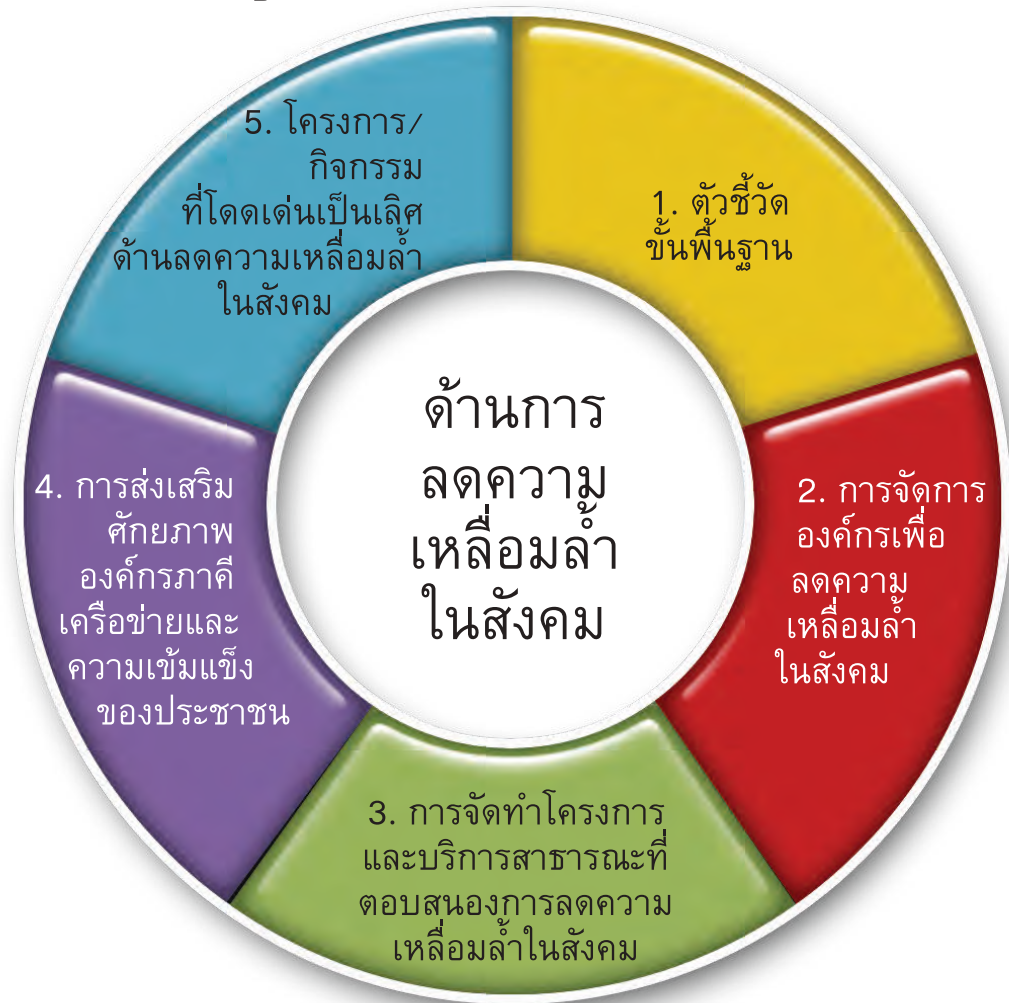 ด้านการ
ลดความ
เหลื่อมล้ำ
ในสังคม
1. ตัวชี้วัด
ขั้นพื้นฐาน
2. การจัดการ
องค์กรเพื่อ
ลดความ
เหลื่อมล้ำ
ในสังคม
3. การจัดทำโครงการ
และบริการสาธารณะที่
ตอบสนองการลดความ
เหลื่อมล้ำในสังคม
4. การส่งเสริม
ศักยภาพ
องค์กรภาคี
เครือข่ายและ
ความเข้มแข็ง
ของประชาชน
5. โครงการ/
กิจกรรม
ที่โดดเด่นเป็นเลิศ
ด้านลดความเหลื่อมล้ำ
ในสังคม